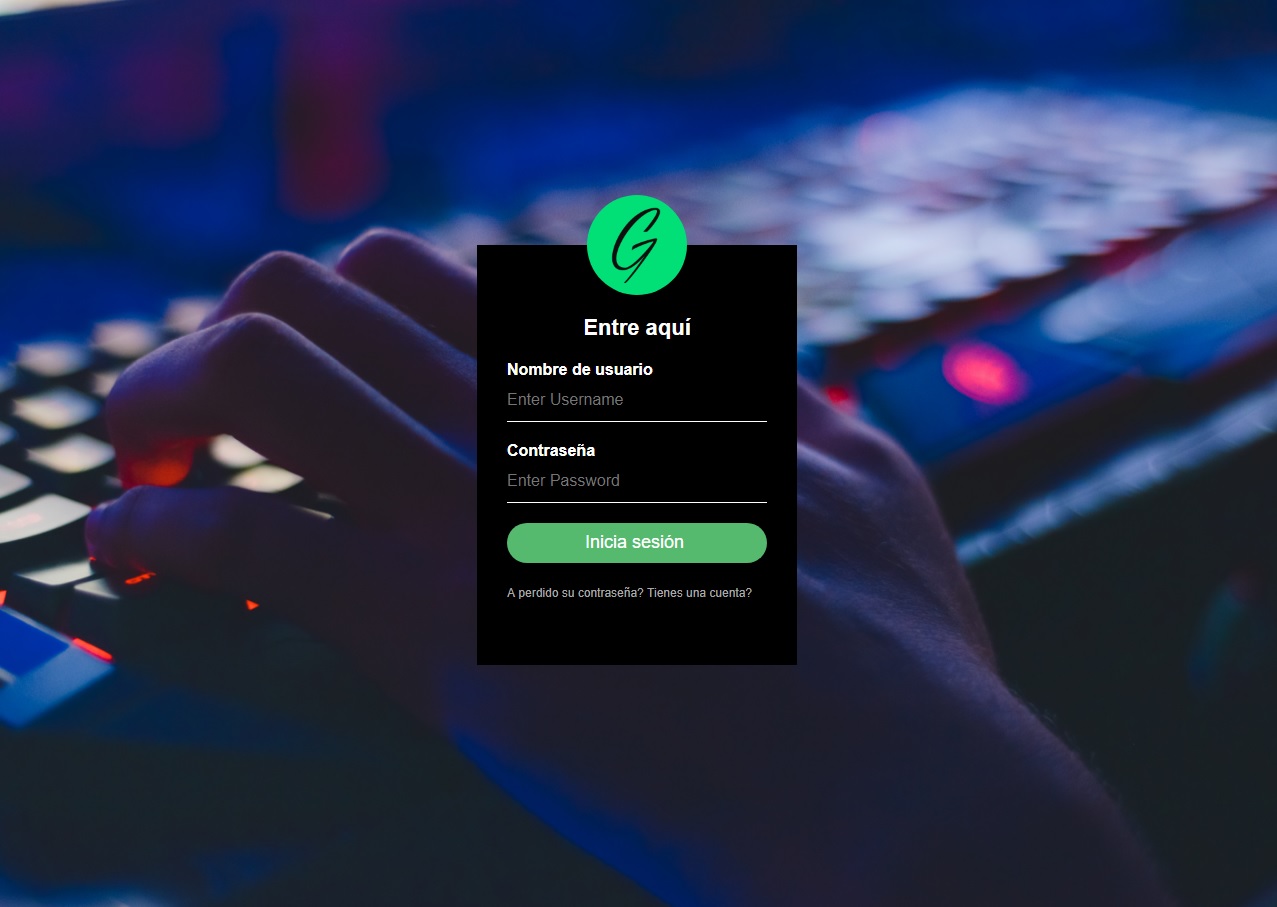 G
Entre aquí
Nombre de usuario
Enter Username
Contraseña
Enter Password
Inicia sesión
A perdido su contraseña? Tienes una cuenta?